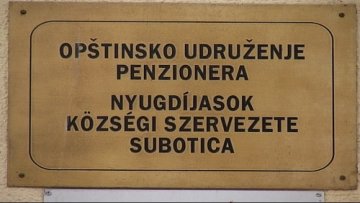 OPŠTINSKO UDRUŽENJE
PENZIONERA
NYUGDÍJASOK
KÖZSÉGI SZERVEZETE
SUBOTICA